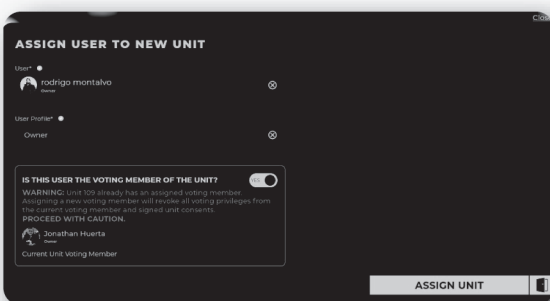 Close
ASSIGN USER TO NEW UNIT
User*
rodrigo montalvo
Owner
User Profile*
Owner
IS THIS USER THE VOTING MEMBER OF THE UNIT?
YES
WARNING: Unit 109 already has an assigned voting member.
Assigning a new voting member will revoke all voting privileges from
the current voting member and signed unit consents.
PROCEED WITH CAUTION.
Jonathan Huerta
Owner
Current Unit Voting Member
ASSIGN UNIT